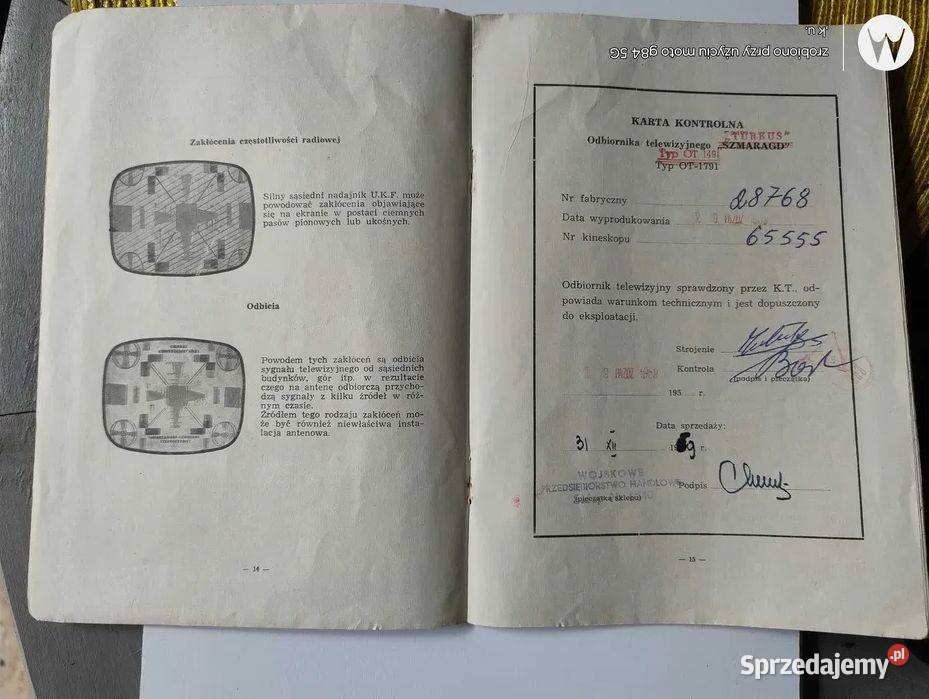 Zakłócenia częstotliwości radiowej
Silny sąsiedni nadajnik U.K.F. może
powodować zakłócenia objawiające
się na ekranie w postaci ciemnych
pasów pionowych lub ukośnych.
Odbicia
Powodem tych zakłóceń są odbicia
sygnału telewizyjnego od sąsiednich
budynków, gór itp. w rezultacie
czego na antenę odbiorczą przycho-
dzą sygnały z kilku źródeł w róż-
nym czasie.
Źródłem tego rodzaju zakłóceń mo-
że być również niewłaściwa insta-
lacja antenowa.
— 14 —
zrobiono przy użyciu moto g84 5G
k.u.
KARTA KONTROLNA
"TURKUS"
Odbiornika telewizyjnego „SZMARAGD"
Typ OT 1491
Typ OT-1791
Nr fabryczny 28768
Data wyprodukowania
Nr kineskopu 65555
Odbiornik telewizyjny sprawdzony przez K.T., od-
powiada warunkom technicznym i jest dopuszczony
do eksploatacji.
Strojenie
Kontrola
(podpis i pieczątka)
PAŹDZ 1959
195 r.
Data sprzedaży:
31 XII 1959 r.
WOJSKOWE
PRZEDSIĘBIORSTWO HANDLOWE
Podpis
(pieczątka sklepu)
— 15 —
Sprzedajemy.pl